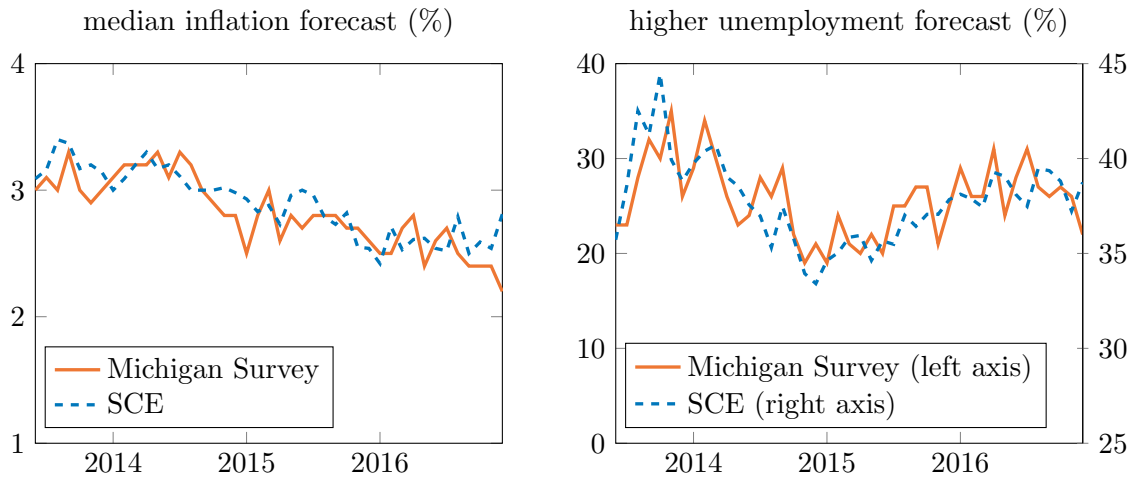 median inflation forecast (%)
4
3
2
1
2014 2015 2016
Michigan Survey
SCE
higher unemployment forecast (%)
40
30
20
10
0
45
40
35
30
25
2014 2015 2016
Michigan Survey (left axis)
SCE (right axis)